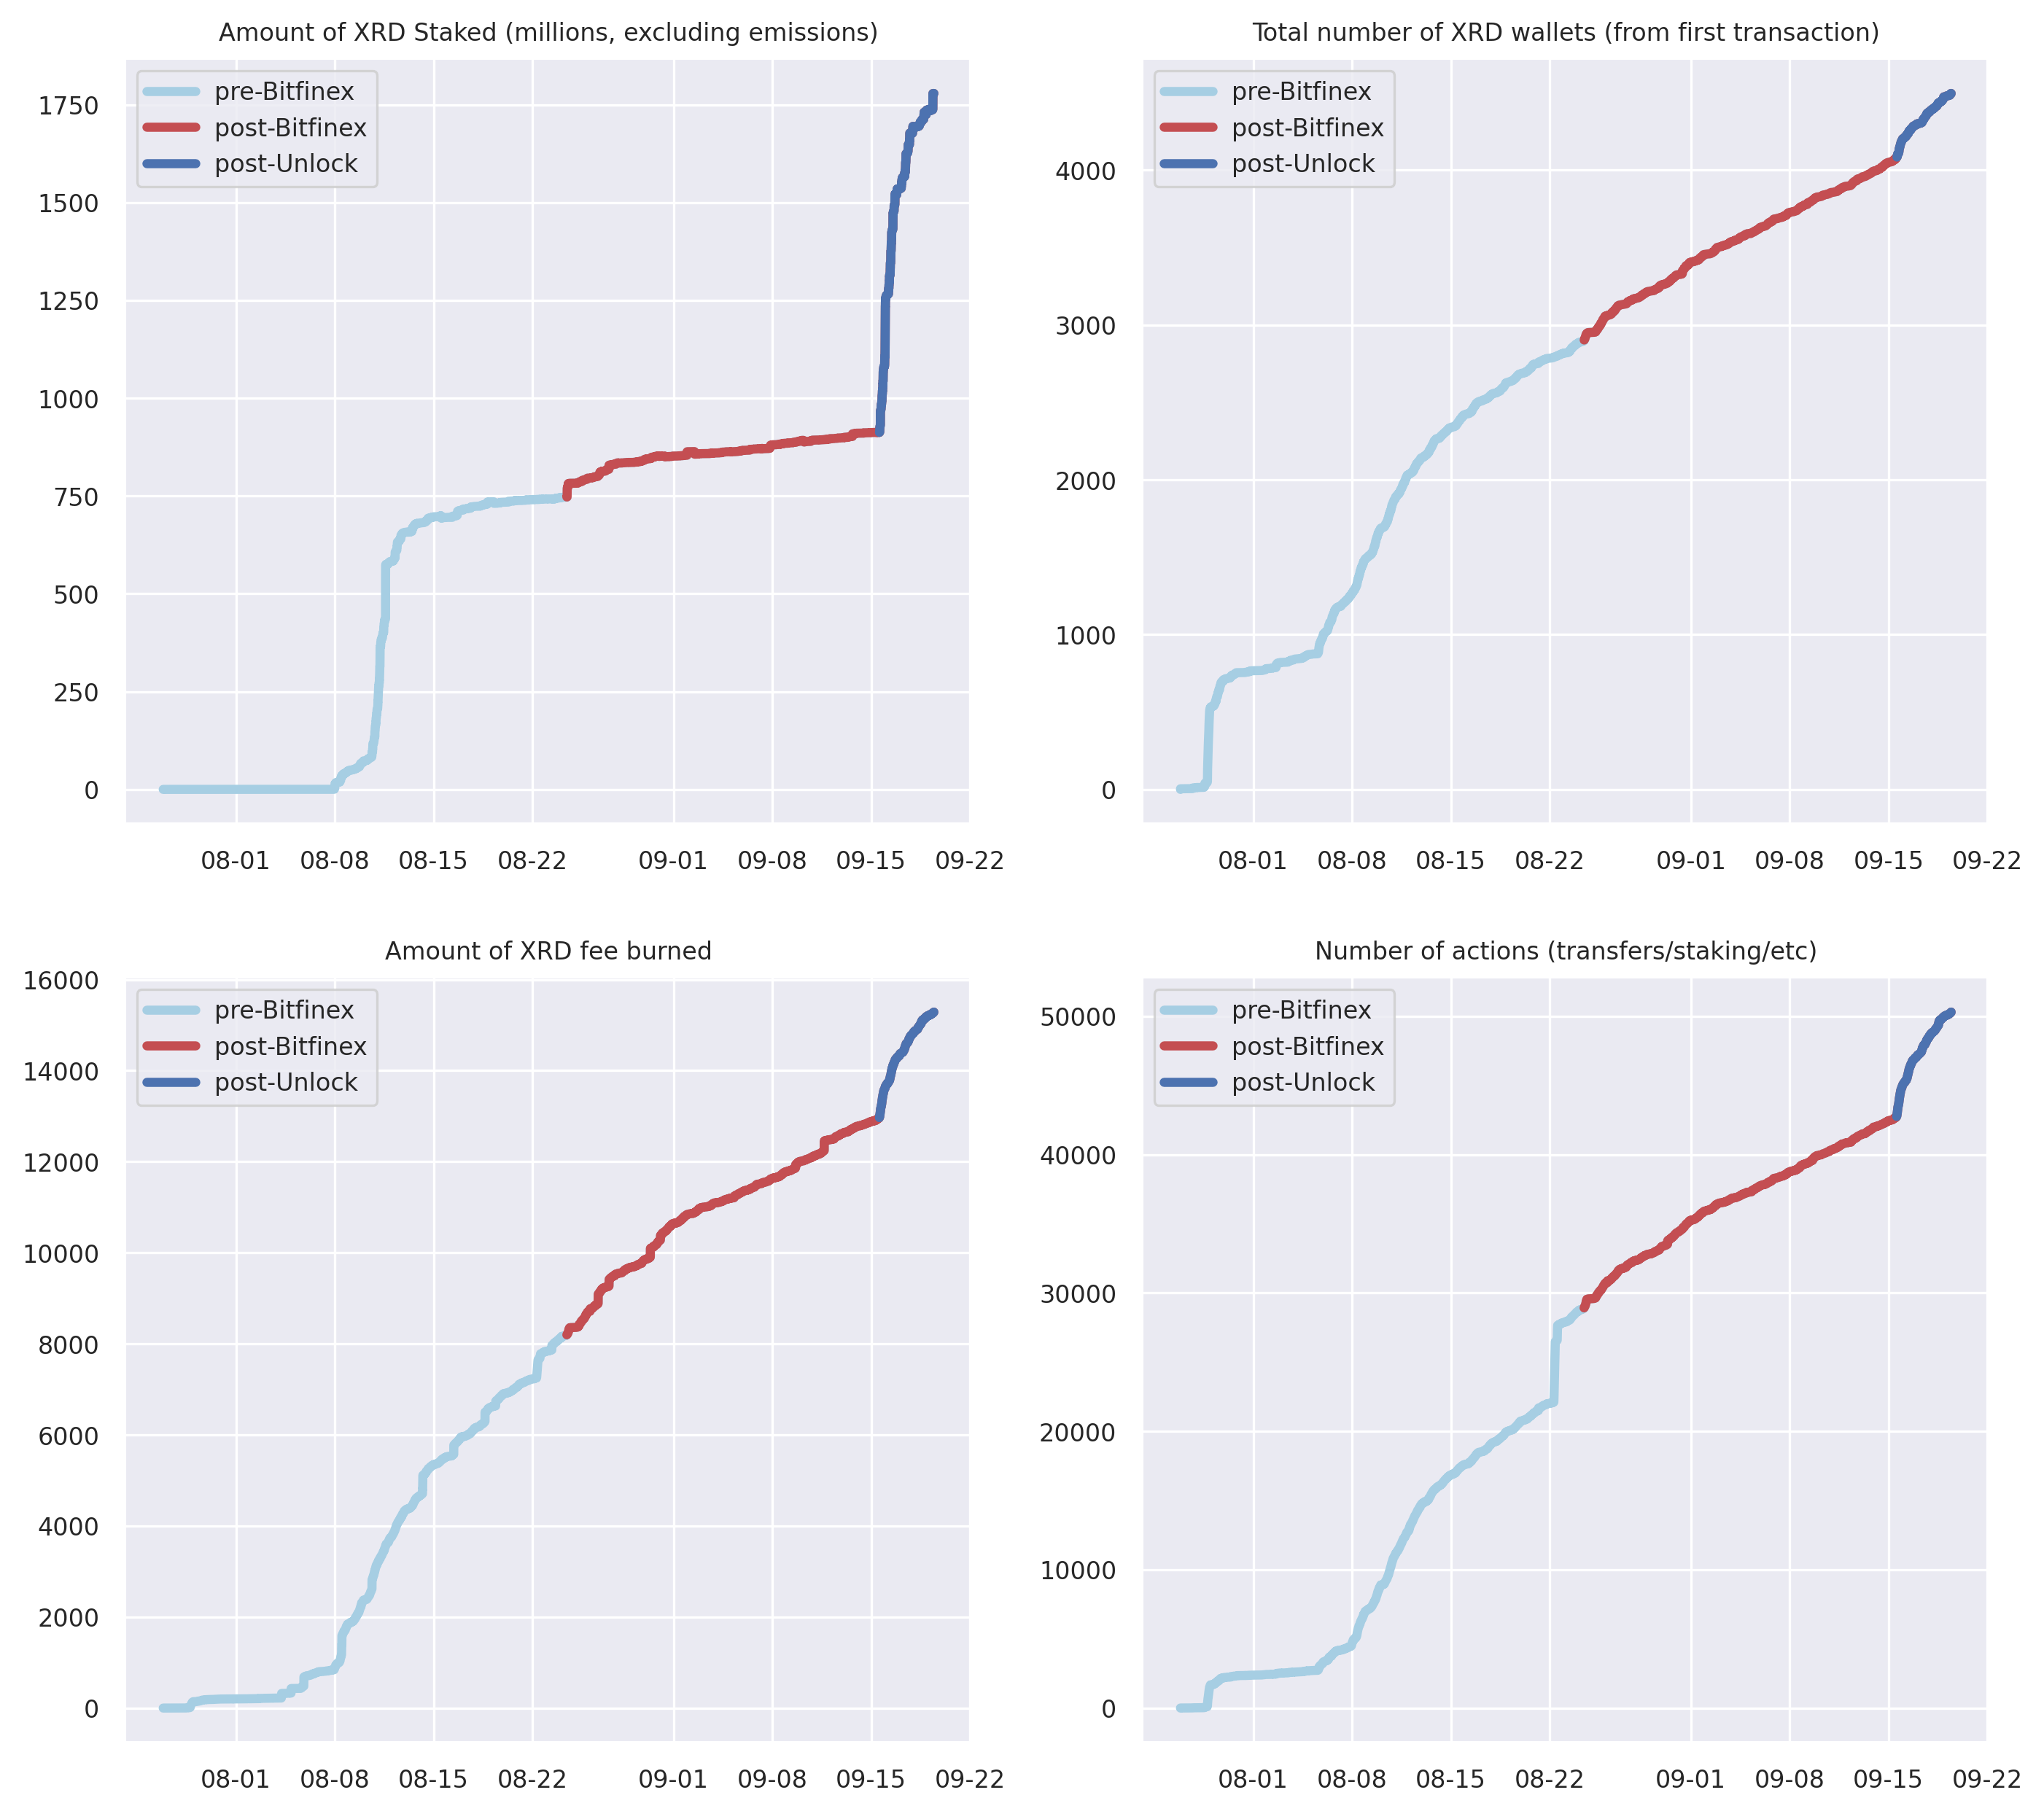 Amount of XRD Staked (millions, excluding emissions)
pre-Bitfinex
post-Bitfinex
post-Unlock
1750
1500
1250
1000
750
500
250
0
08-01 08-08 08-15 08-22 09-01 09-08 09-15 09-22
Total number of XRD wallets (from first transaction)
pre-Bitfinex
post-Bitfinex
post-Unlock
4000
3000
2000
1000
0
08-01 08-08 08-15 08-22 09-01 09-08 09-15 09-22
Amount of XRD fee burned
pre-Bitfinex
post-Bitfinex
post-Unlock
16000
14000
12000
10000
8000
6000
4000
2000
0
08-01 08-08 08-15 08-22 09-01 09-08 09-15 09-22
Number of actions (transfers/staking/etc)
pre-Bitfinex
post-Bitfinex
post-Unlock
50000
40000
30000
20000
10000
0
08-01 08-08 08-15 08-22 09-01 09-08 09-15 09-22